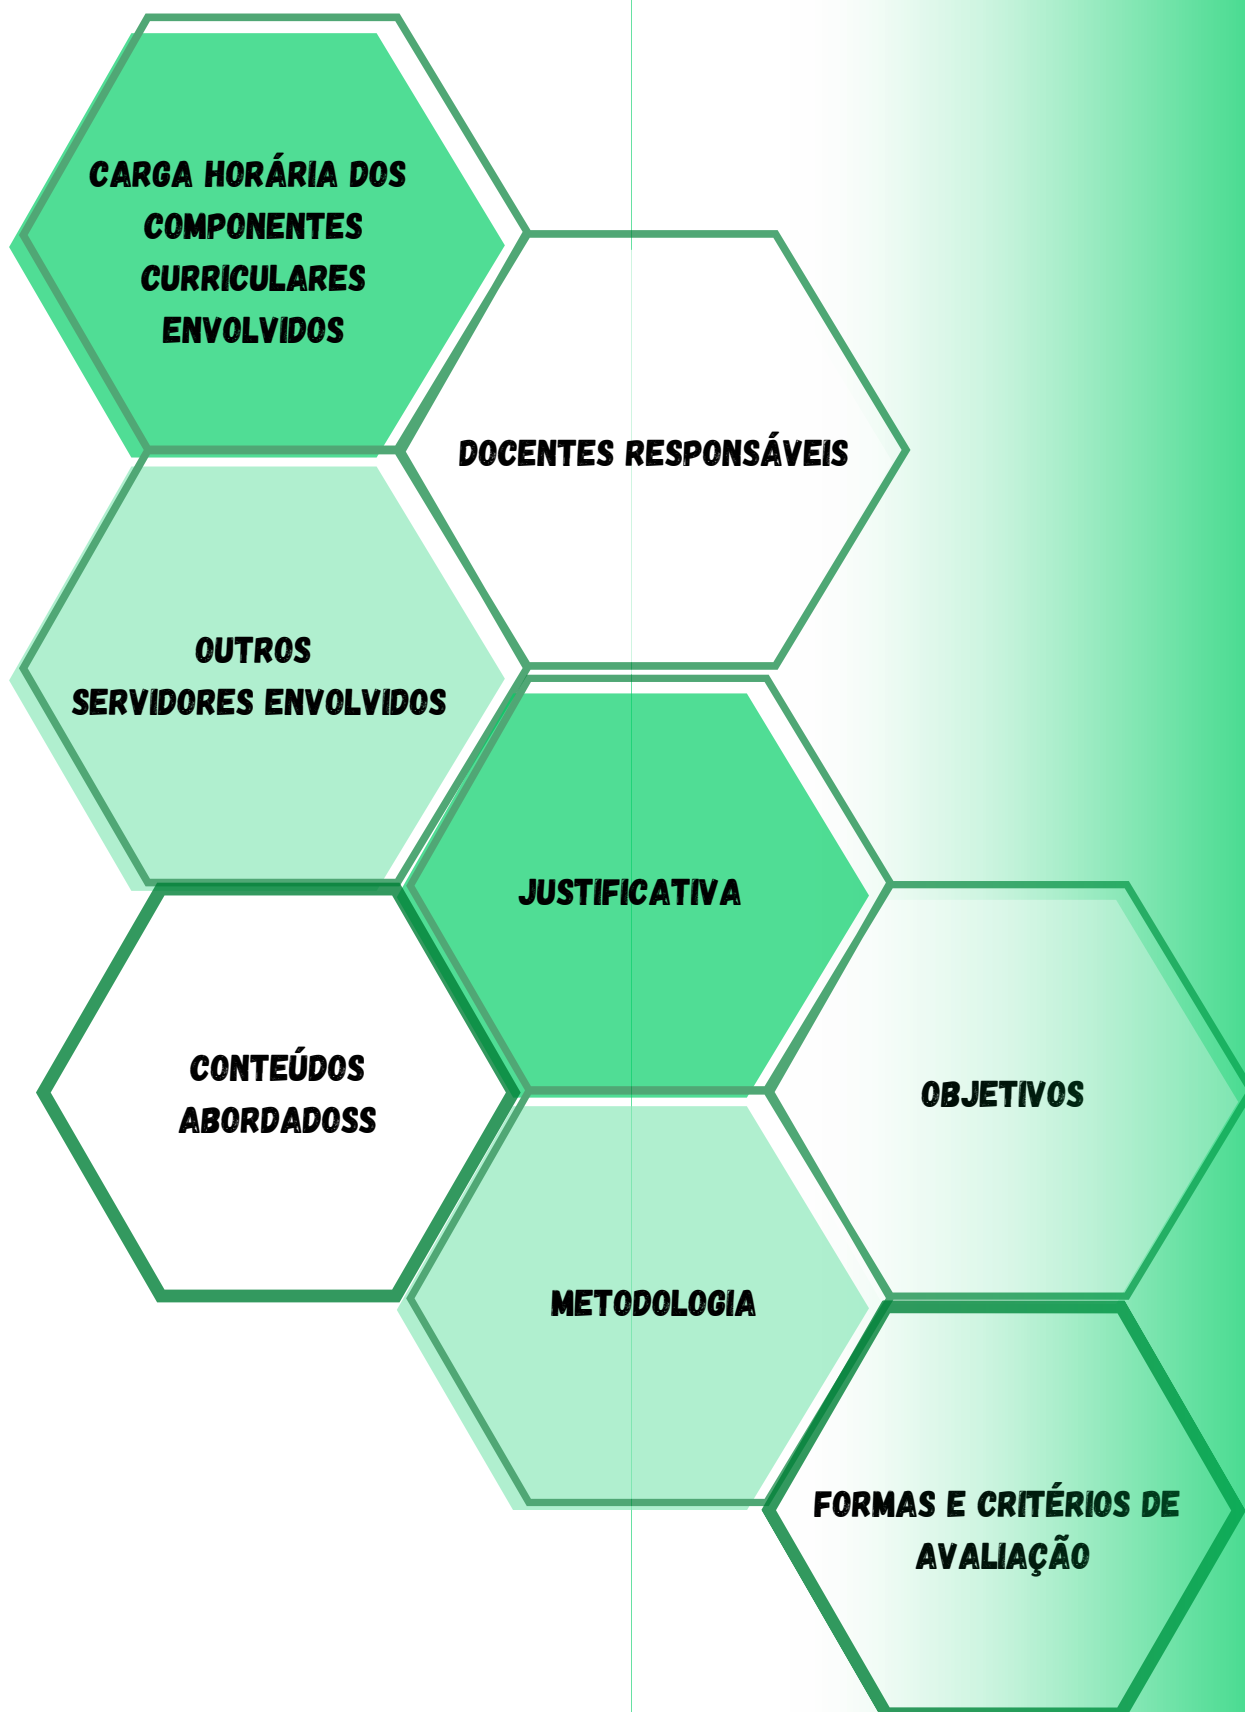 CARGA HORÁRIA DOS
COMPONENTES
CURRICULARES
ENVOLVIDOS
DOCENTES RESPONSÁVEIS
OUTROS
SERVIDORES ENVOLVIDOS
JUSTIFICATIVA
CONTEÚDOS
ABORDADOSS
OBJETIVOS
METODOLOGIA
FORMAS E CRITÉRIOS DE
AVALIAÇÃO